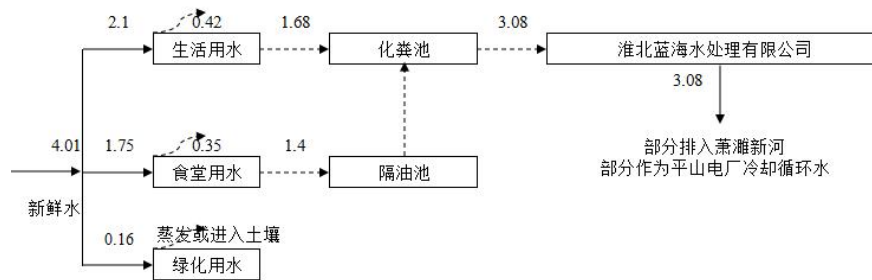 2.1
0.42
1.68
3.08
生活用水
化粪池
淮北蓝海水处理有限公司
3.08
4.01
1.75
0.35
1.4
部分排入萧濉新河
部分作为平山电厂冷却循环水
食堂用水
隔油池
新鲜水
0.16
蒸发或进入土壤
绿化用水